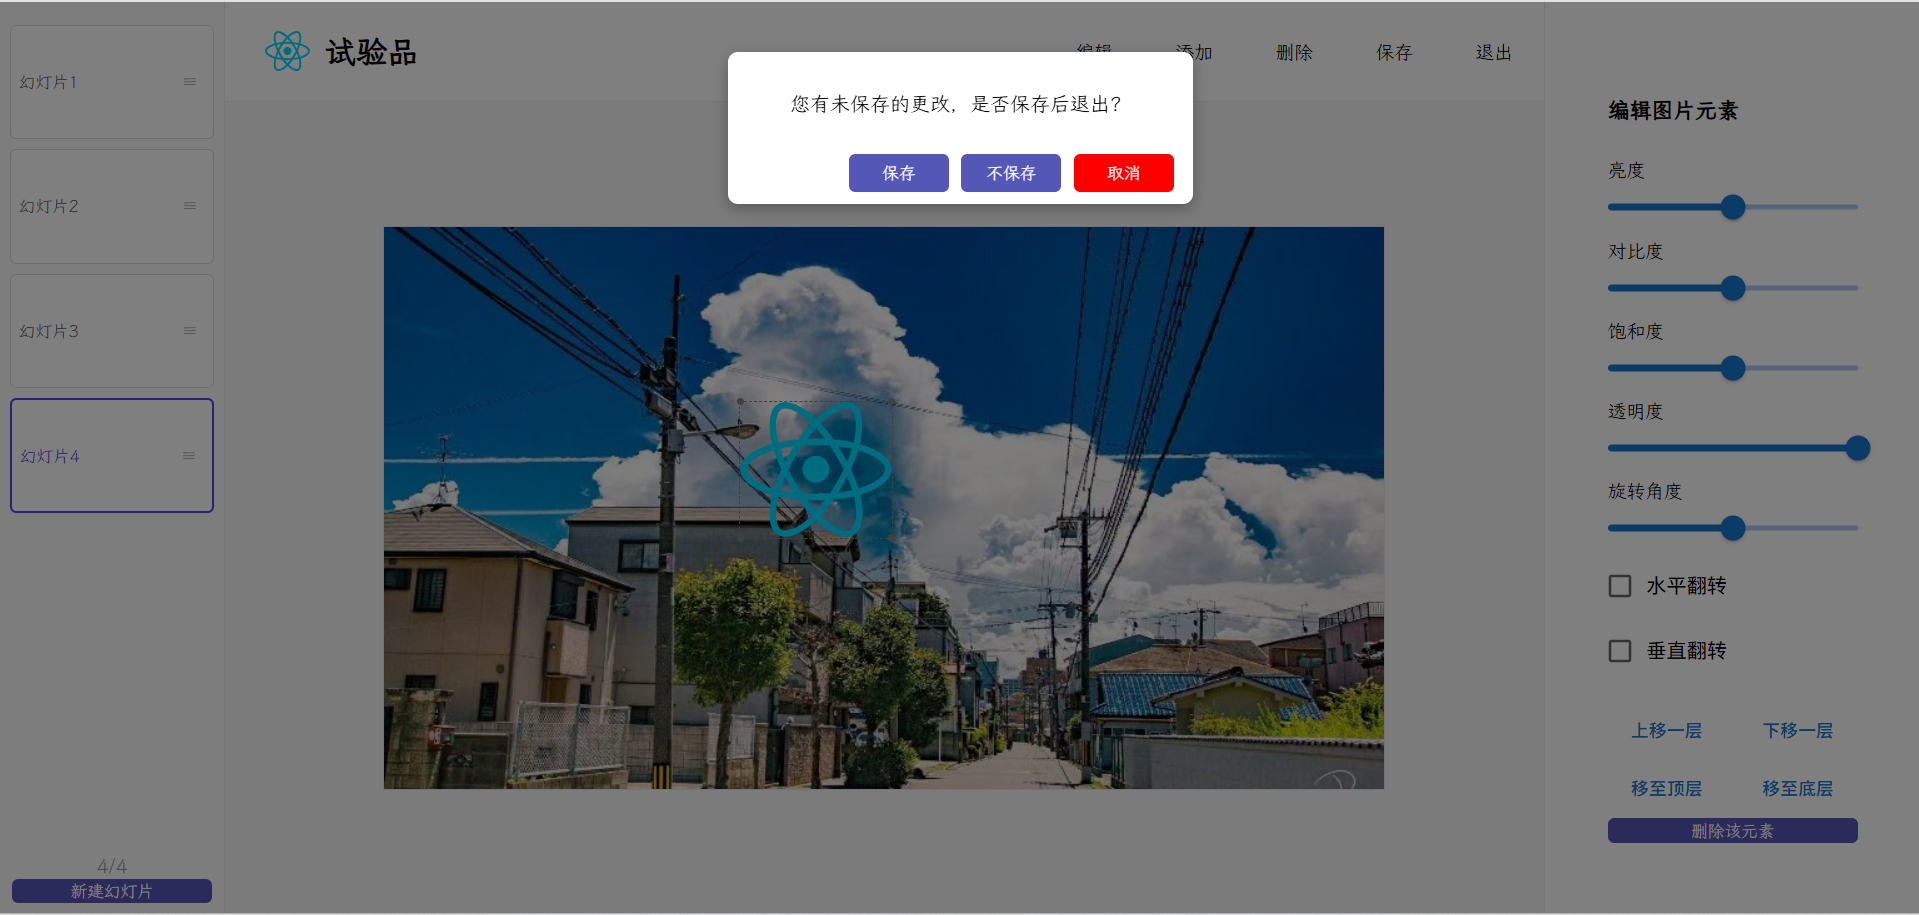 幻灯片1
幻灯片2
幻灯片3
幻灯片4
4/4
新建幻灯片
试验品
编辑
添加
删除
保存
退出
您有未保存的更改，是否保存后退出？
保存
不保存
取消
编辑图片元素
亮度
对比度
饱和度
透明度
旋转角度
水平翻转
垂直翻转
上移一层
下移一层
移至顶层
移至底层
删除该元素